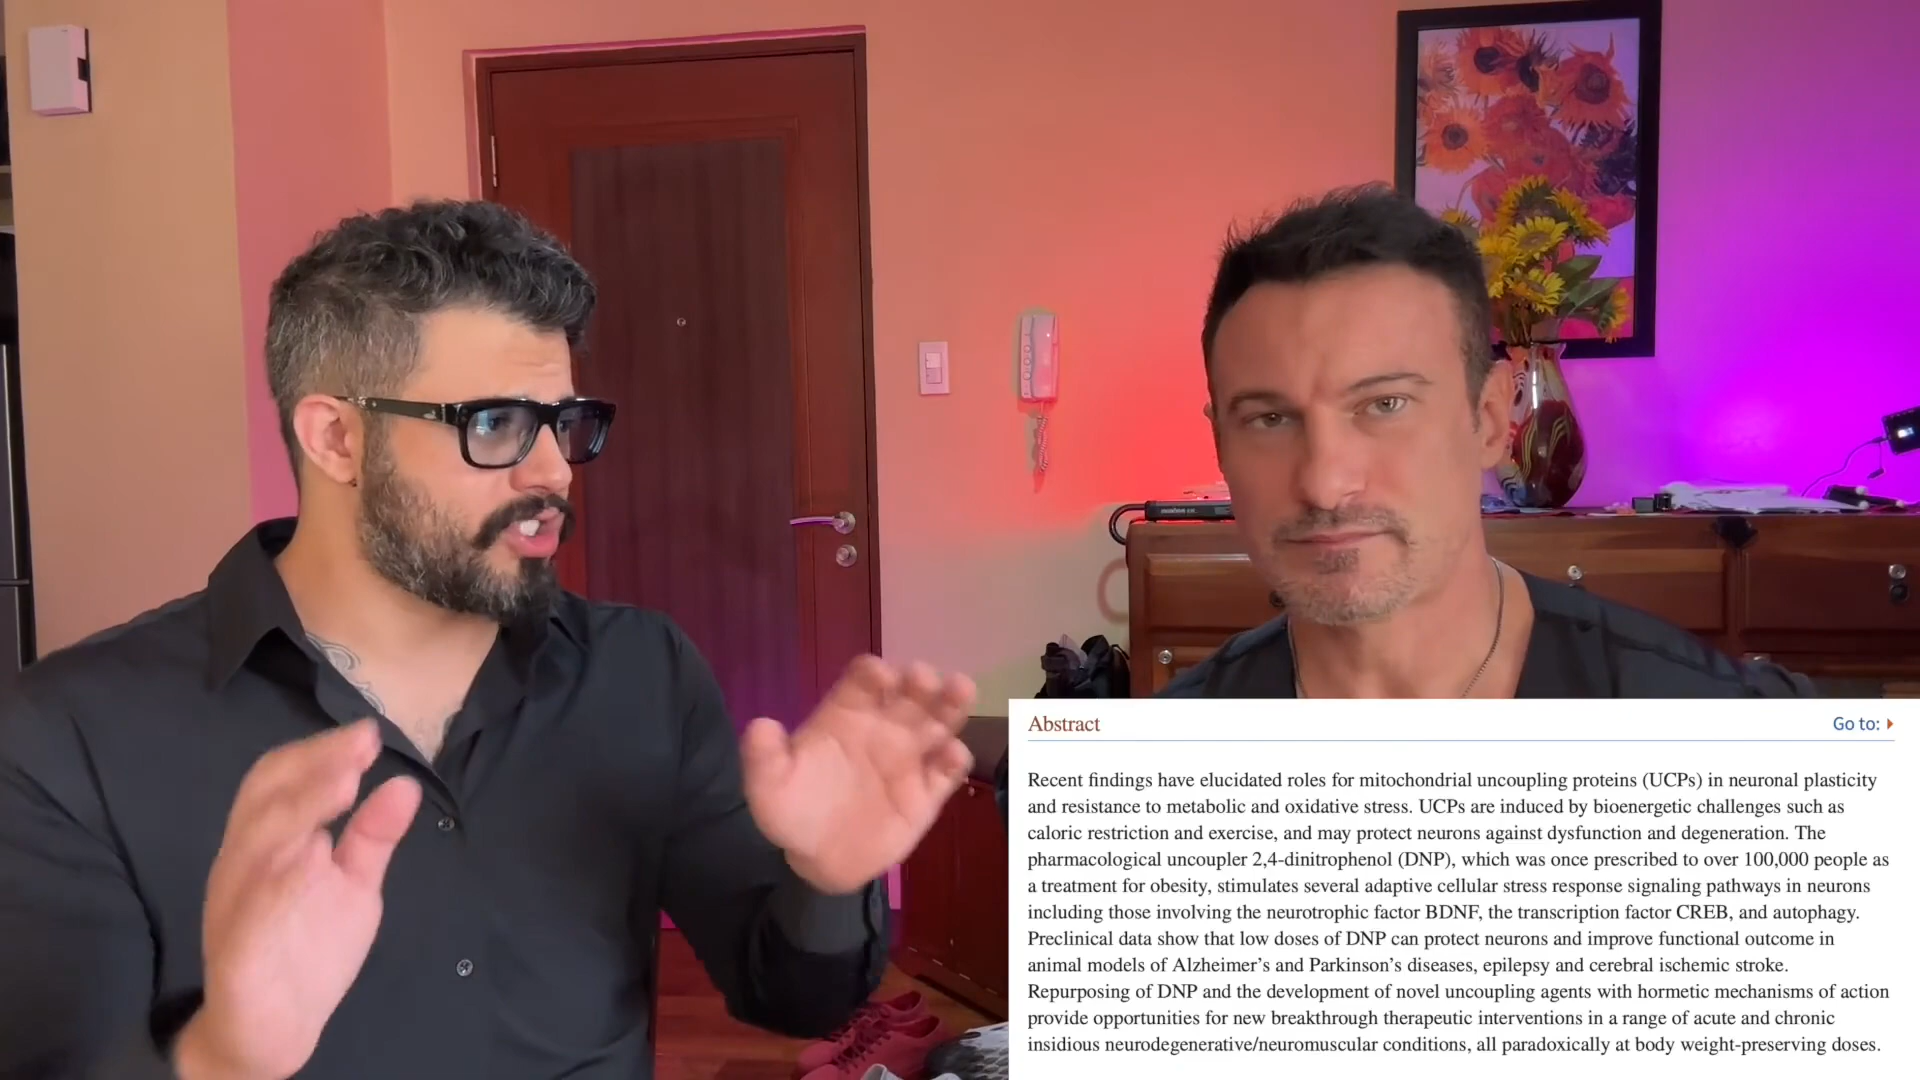 Abstract
Go to:
Recent findings have elucidated roles for mitochondrial uncoupling proteins (UCPs) in neuronal plasticity
and resistance to metabolic and oxidative stress. UCPs are induced by bioenergetic challenges such as
caloric restriction and exercise, and may protect neurons against dysfunction and degeneration. The
pharmacological uncoupler 2,4-dinitrophenol (DNP), which was once prescribed to over 100,000 people as
a treatment for obesity, stimulates several adaptive cellular stress response signaling pathways in neurons
including those involving the neurotrophic factor BDNF, the transcription factor CREB, and autophagy.
Preclinical data show that low doses of DNP can protect neurons and improve functional outcome in
animal models of Alzheimer’s and Parkinson’s diseases, epilepsy and cerebral ischemic stroke.
Repurposing of DNP and the development of novel uncoupling agents with hormetic mechanisms of action
provide opportunities for new breakthrough therapeutic interventions in a range of acute and chronic
insidious neurodegenerative/neuromuscular conditions, all paradoxically at body weight-preserving doses.